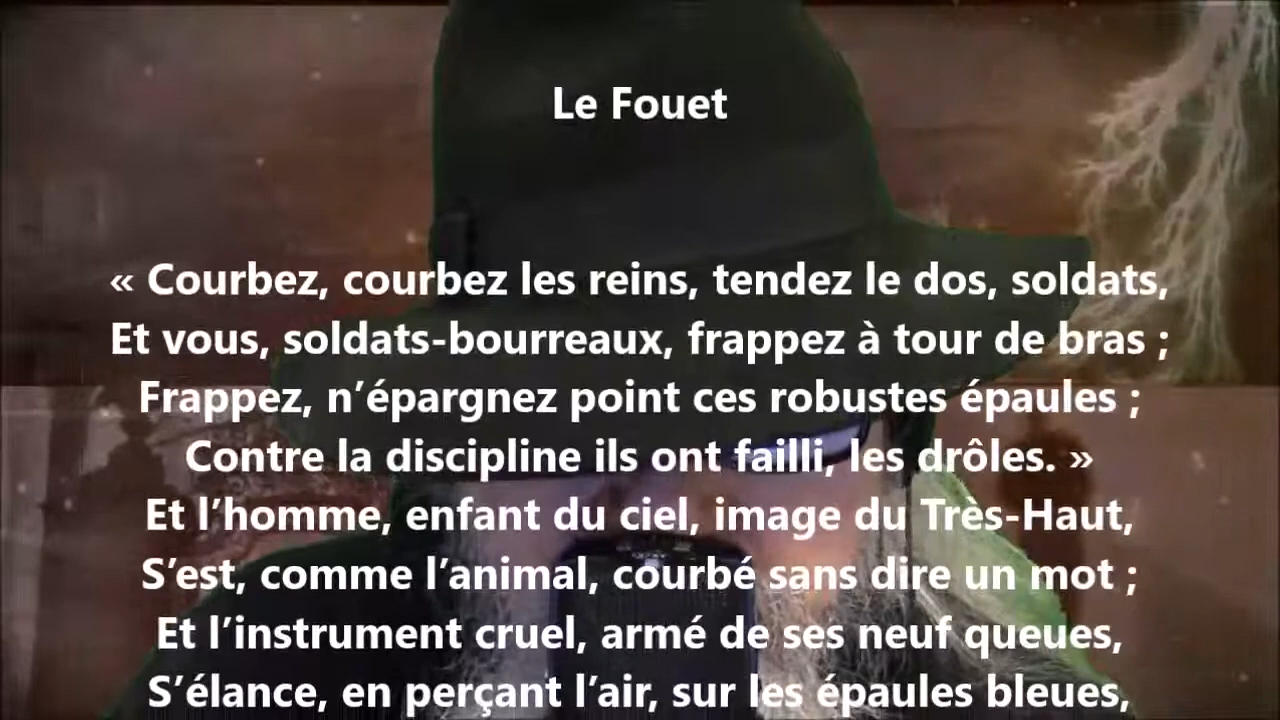 Le Fouet
« Courbez, courbez les reins, tendez le dos, soldats,
Et vous, soldats-bourreaux, frappez à tour de bras ;
Frappez, n’épargnez point ces robustes épaules ;
Contre la discipline ils ont failli, les drôles. »
Et l’homme, enfant du ciel, image du Très-Haut,
S’est, comme l’animal, courbé sans dire un mot ;
Et l’instrument cruel, armé de ses neuf queues,
S’élance, en perçant l’air, sur les épaules bleues,